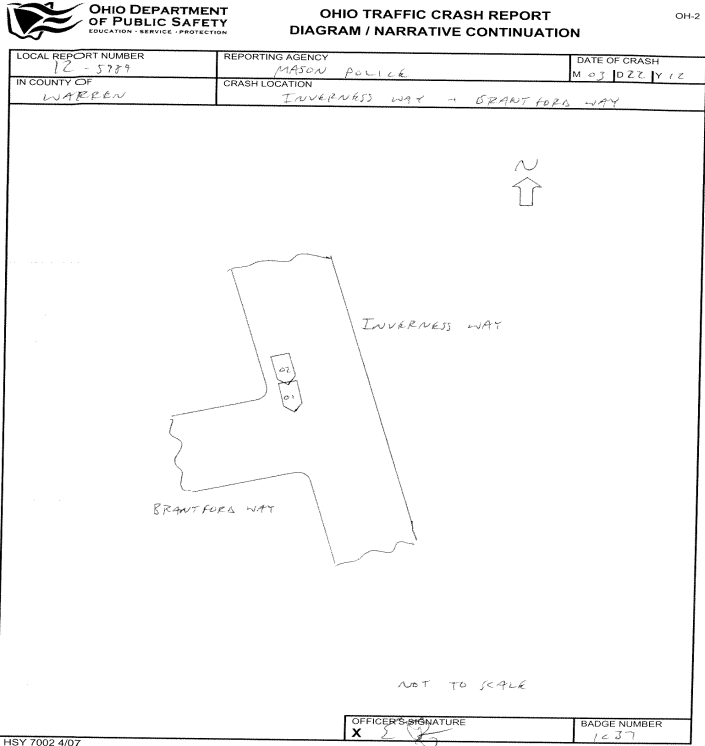 OHIO DEPARTMENT
OF PUBLIC SAFETY
EDUCATION · SERVICE · PROTECTION
OHIO TRAFFIC CRASH REPORT
DIAGRAM / NARRATIVE CONTINUATION
OH-2
LOCAL REPORT NUMBER
12-5789
REPORTING AGENCY
MASON POLICE
DATE OF CRASH
M 03 D 22 Y 12
IN COUNTY OF
WARREN
CRASH LOCATION
INVERNESS WAY BRANTFORD WAY
N
INVERNESS WAY
02
01
BRANTFORD WAY
NOT TO SCALE
OFFICER'S SIGNATURE
X
BADGE NUMBER
1C37
HSY 7002 4/07